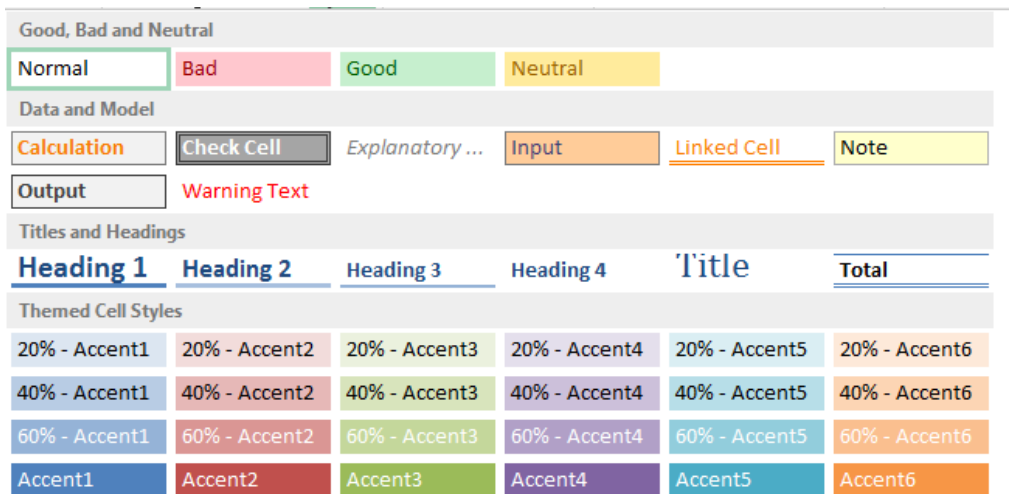 Good, Bad and Neutral
Normal Bad Good Neutral
Data and Model
Calculation Check Cell Explanatory ... Input Linked Cell Note
Output Warning Text
Titles and Headings
Heading 1 Heading 2 Heading 3 Heading 4 Title Total
Themed Cell Styles
20% - Accent1 20% - Accent2 20% - Accent3 20% - Accent4 20% - Accent5 20% - Accent6
40% - Accent1 40% - Accent2 40% - Accent3 40% - Accent4 40% - Accent5 40% - Accent6
60% - Accent1 60% - Accent2 60% - Accent3 60% - Accent4 60% - Accent5 60% - Accent6
Accent1 Accent2 Accent3 Accent4 Accent5 Accent6